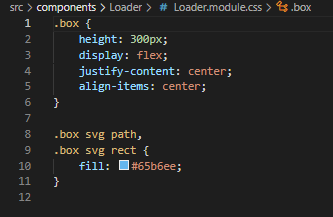 src > components > Loader > Loader.module.css > .box
1 .box {
2 height: 300px;
3 display: flex;
4 justify-content: center;
5 align-items: center;
6 }
7
8 .box svg path,
9 .box svg rect {
10 fill: #65b6ee;
11 }
12